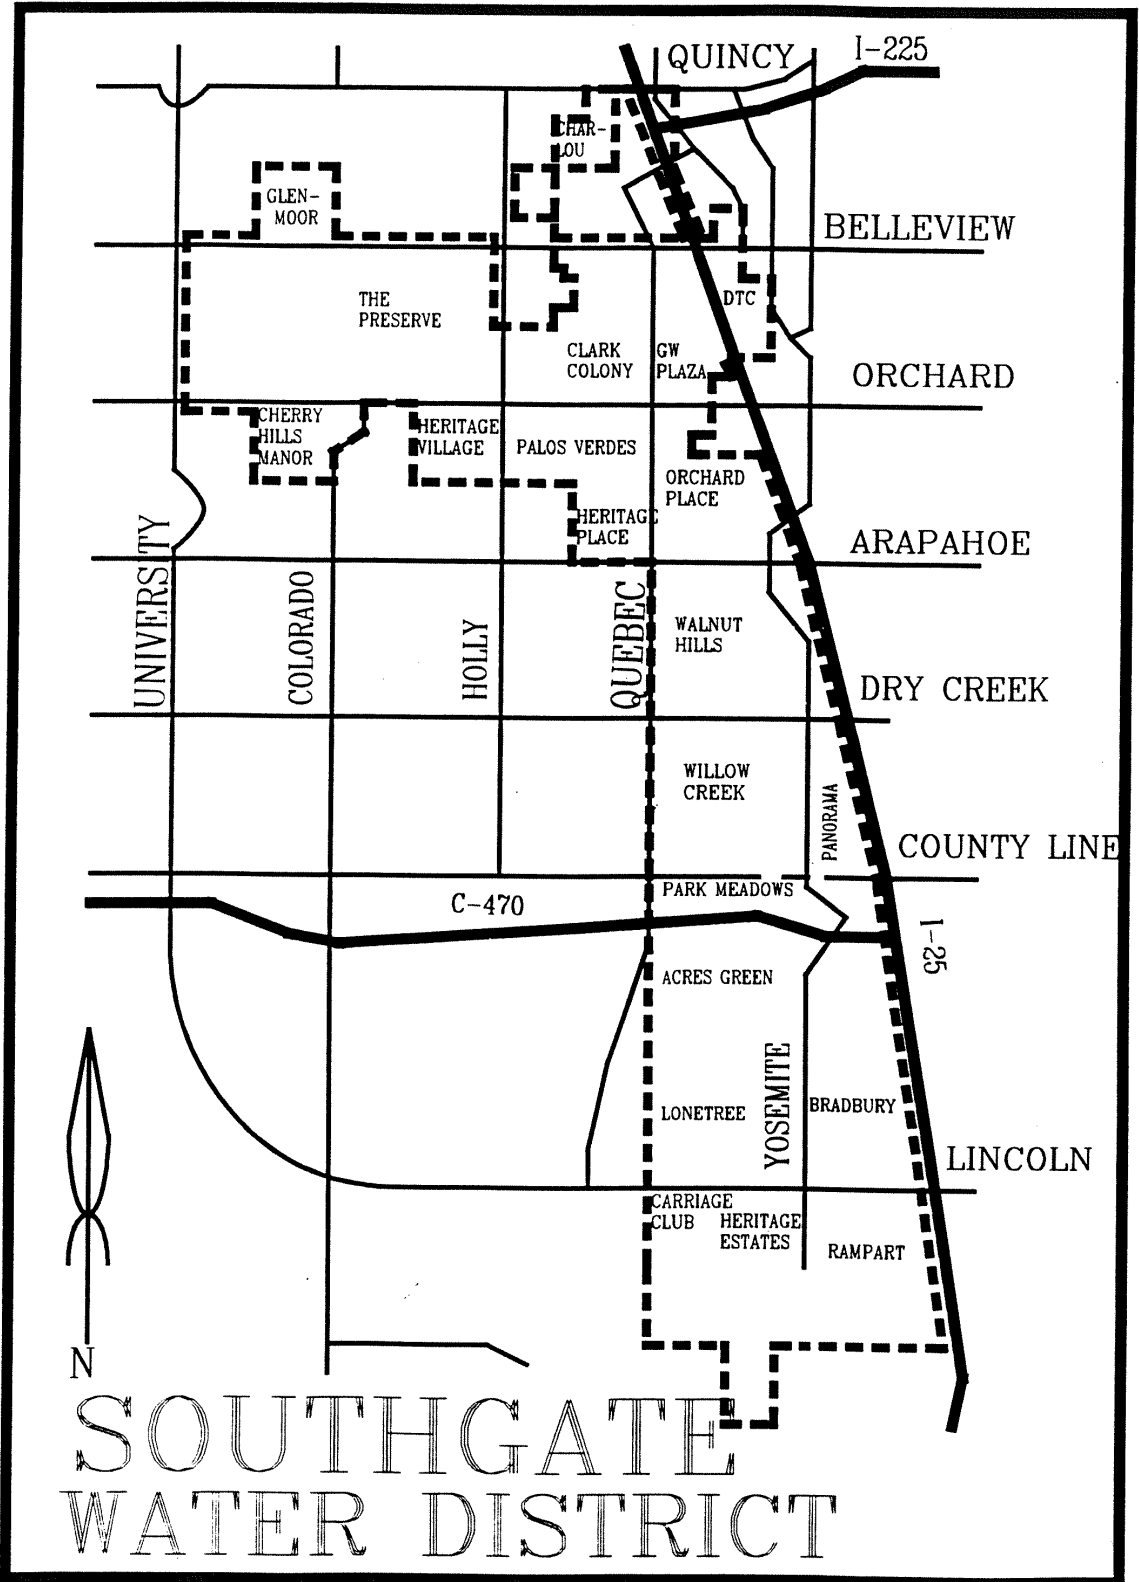 QUINCY
I-225
CHAR-
LOU
GLEN-
MOOR
BELLEVIEW
THE
PRESERVE
DTC
CLARK
COLONY
GW
PLAZA
ORCHARD
CHERRY
HILLS
MANOR
HERITAGE
VILLAGE
PALOS VERDES
ORCHARD
PLACE
HERITAGE
PLACE
ARAPAHOE
UNIVERSITY
COLORADO
HOLLY
QUEBEC
WALNUT
HILLS
DRY CREEK
WILLOW
CREEK
PANORAMA
COUNTY LINE
PARK MEADOWS
C-470
I-25
ACRES GREEN
YOSEMITE
LONETREE
BRADBURY
LINCOLN
CARRIAGE
CLUB
HERITAGE
ESTATES
RAMPART
N
SOUTHGATE
WATER DISTRICT